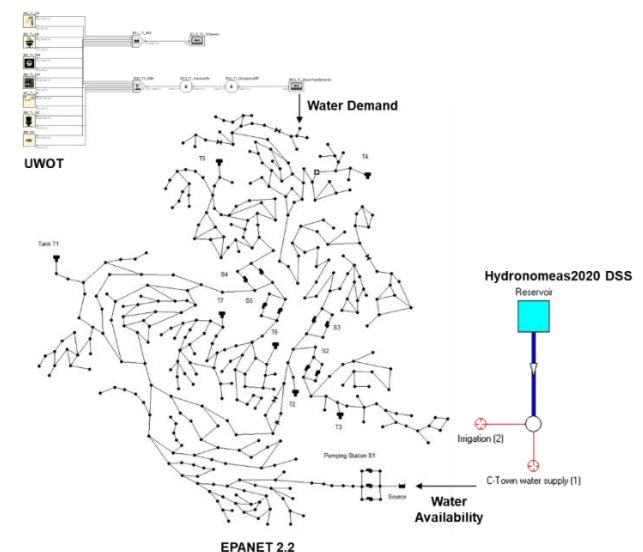 Water Demand
UWOT
T5
T4
Tank T1
S4
Hydronomeas2020 DSS
Reservoir
T7
S5
T6
S3
S2
T2
T3
Irrigation (2)
Pumping Station S1
C-Town water supply (1)
Source
Water
Availability
EPANET 2.2